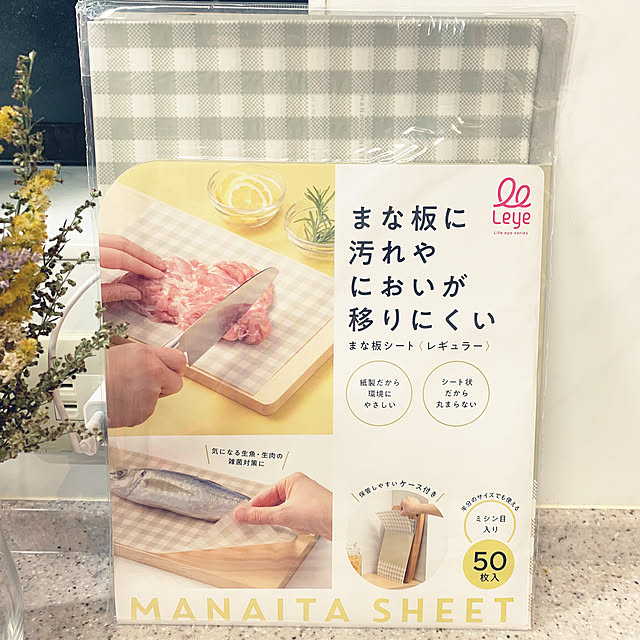 Leye
Life eye series
まな板に
汚れや
においが
移りにくい
まな板シート〈レギュラー〉
紙製だから
環境に
やさしい
シート状
だから
丸まらない
気になる生魚・生肉の
雑菌対策に
保管しやすい ケース付き
半分のサイズでも使える
ミシン目
入り
50
枚入
MANAITA SHEET